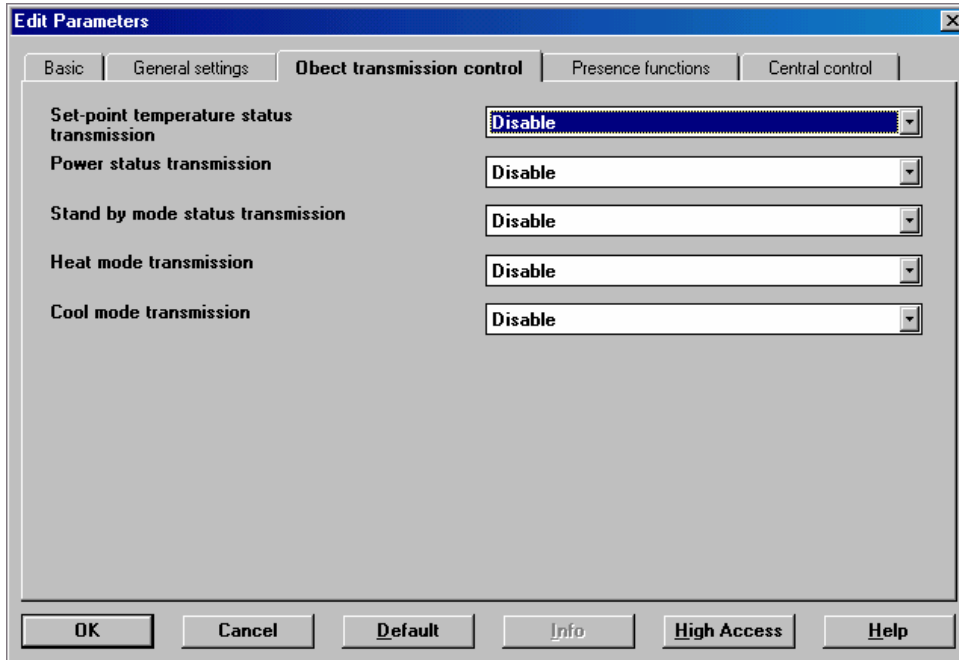 Edit Parameters
Basic General settings Obect transmission control Presence functions Central control
Set-point temperature status
transmission
Disable
Power status transmission
Disable
Stand by mode status transmission
Disable
Heat mode transmission
Disable
Cool mode transmission
Disable
OK Cancel Default Info High Access Help